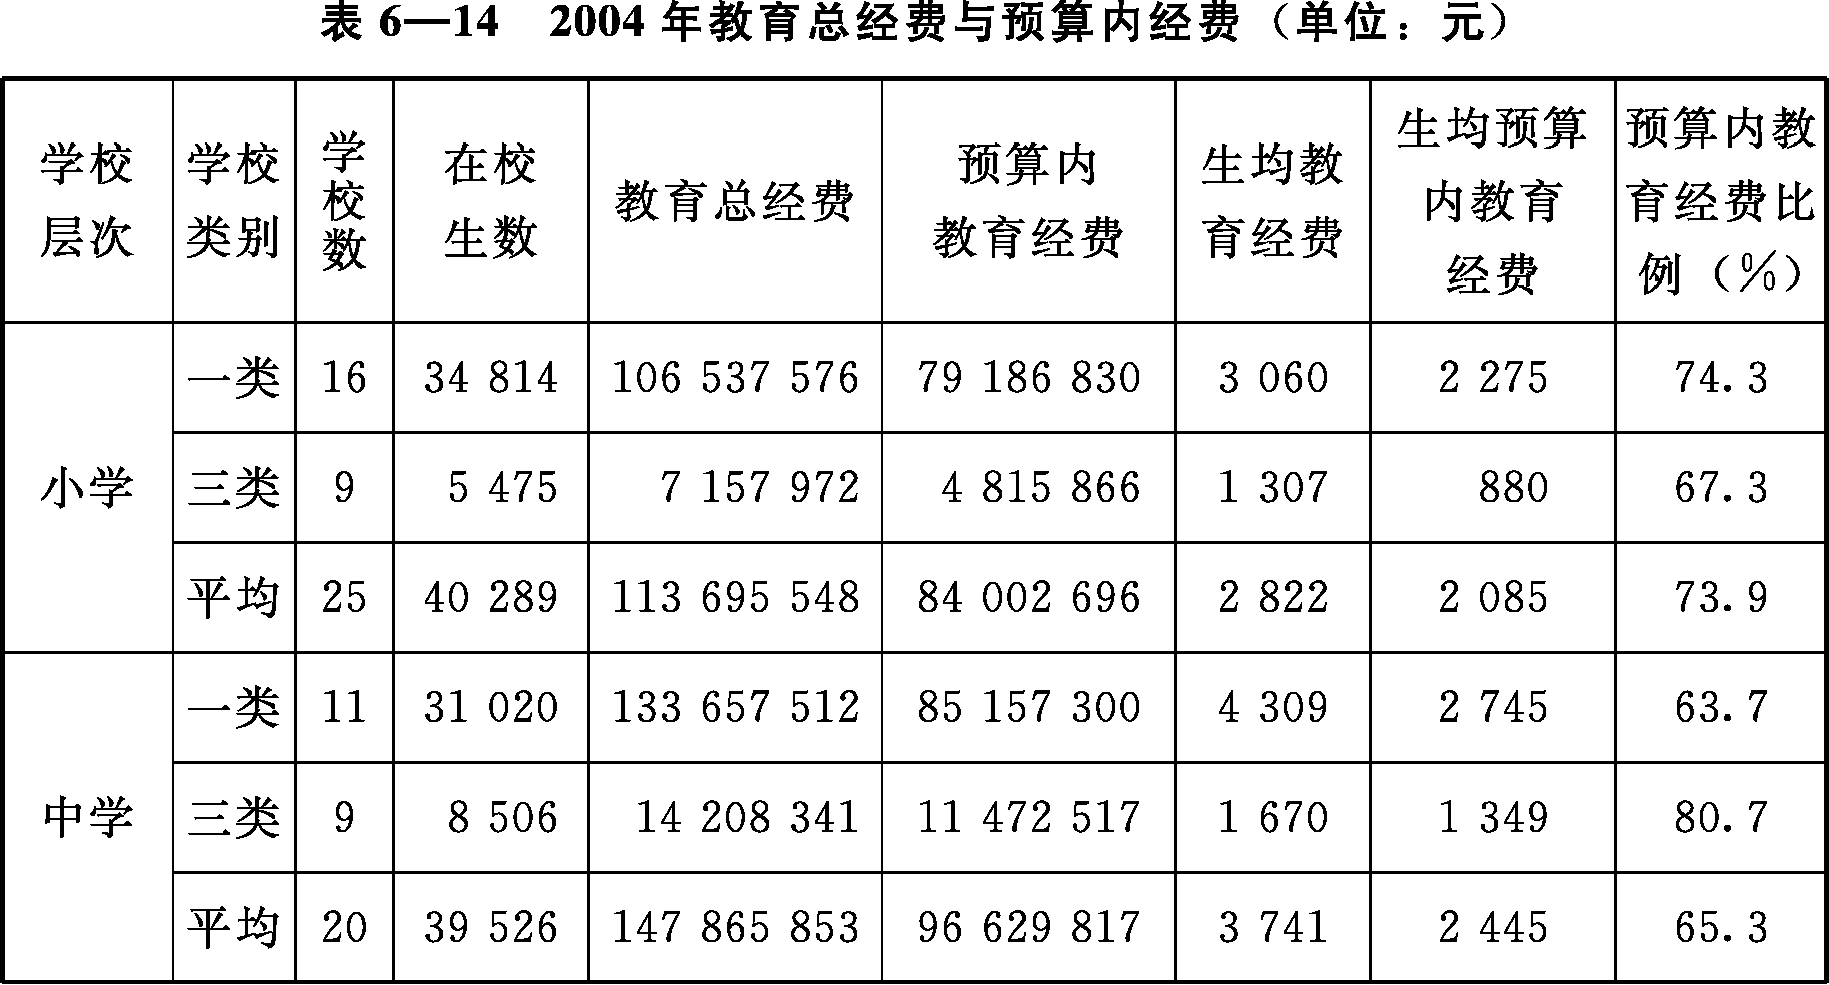 表 6—14 2004 年教育总经费与预算内经费（单位：元）
学校层次 学校类别 学校数 在校生数 教育总经费 预算内教育经费 生均教育经费 生均预算内教育经费 预算内教育经费比例（%）
小学 一类 16 34 814 106 537 576 79 186 830 3 060 2 275 74.3
三类 9 5 475 7 157 972 4 815 866 1 307 880 67.3
平均 25 40 289 113 695 548 84 002 696 2 822 2 085 73.9
中学 一类 11 31 020 133 657 512 85 157 300 4 309 2 745 63.7
三类 9 8 506 14 208 341 11 472 517 1 670 1 349 80.7
平均 20 39 526 147 865 853 96 629 817 3 741 2 445 65.3